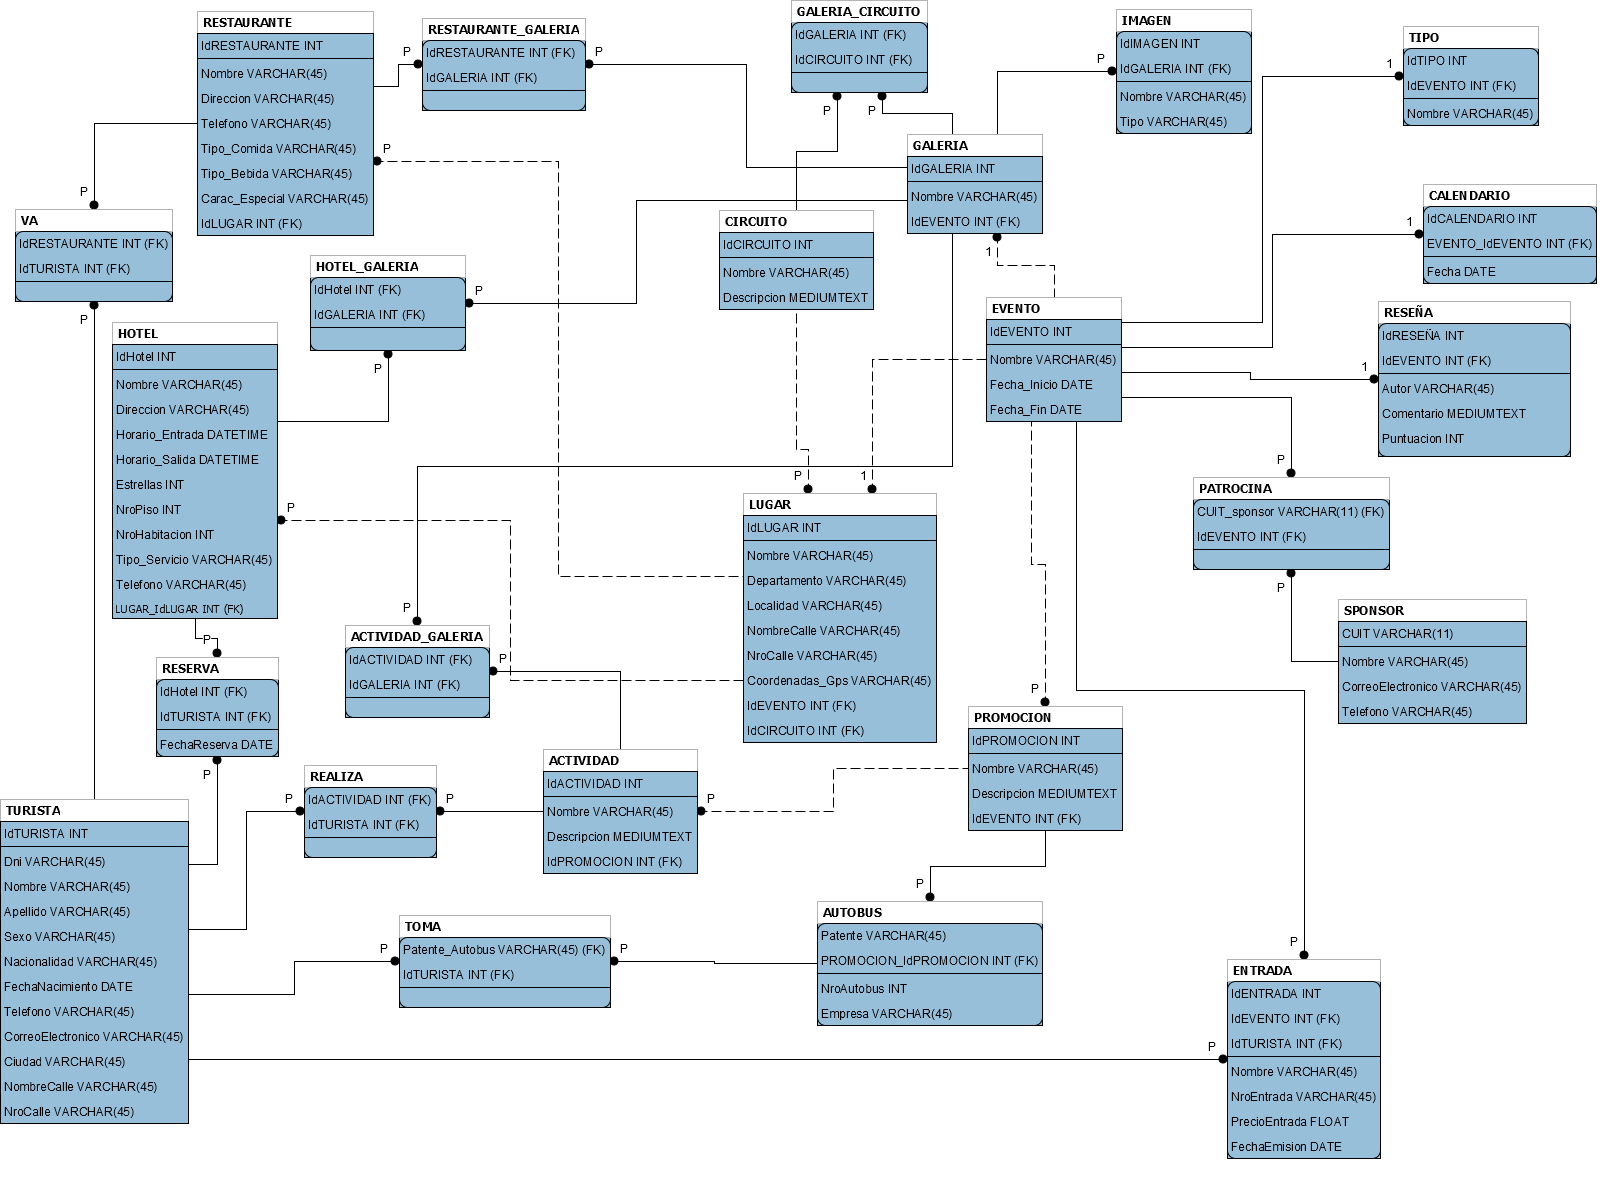 RESTAURANTE
IdRESTAURANTE INT
Nombre VARCHAR(45)
Direccion VARCHAR(45)
Telefono VARCHAR(45)
Tipo_Comida VARCHAR(45)
Tipo_Bebida VARCHAR(45)
Carac_Especial VARCHAR(45)
IdLUGAR INT (FK)
P
P
RESTAURANTE_GALERIA
IdRESTAURANTE INT (FK)
IdGALERIA INT (FK)
P
GALERIA_CIRCUITO
IdGALERIA INT (FK)
IdCIRCUITO INT (FK)
P
P
IMAGEN
IdIMAGEN INT
IdGALERIA INT (FK)
Nombre VARCHAR(45)
Tipo VARCHAR(45)
P
TIPO
IdTIPO INT
IdEVENTO INT (FK)
Nombre VARCHAR(45)
1
GALERIA
IdGALERIA INT
Nombre VARCHAR(45)
IdEVENTO INT (FK)
1
CALENDARIO
IdCALENDARIO INT
EVENTO_IdEVENTO INT (FK)
Fecha DATE
1
VA
IdRESTAURANTE INT (FK)
IdTURISTA INT (FK)
P
P
CIRCUITO
IdCIRCUITO INT
Nombre VARCHAR(45)
Descripcion MEDIUMTEXT
HOTEL_GALERIA
IdHotel INT (FK)
IdGALERIA INT (FK)
P
P
EVENTO
IdEVENTO INT
Nombre VARCHAR(45)
Fecha_Inicio DATE
Fecha_Fin DATE
RESEÑA
IdRESEÑA INT
IdEVENTO INT (FK)
Autor VARCHAR(45)
Comentario MEDIUMTEXT
Puntuacion INT
1
HOTEL
IdHotel INT
Nombre VARCHAR(45)
Direccion VARCHAR(45)
Horario_Entrada DATETIME
Horario_Salida DATETIME
Estrellas INT
NroPiso INT
NroHabitacion INT
Tipo_Servicio VARCHAR(45)
Telefono VARCHAR(45)
LUGAR_IdLUGAR INT (FK)
P
P
PATROCINA
CUIT_sponsor VARCHAR(11) (FK)
IdEVENTO INT (FK)
P
P
LUGAR
IdLUGAR INT
Nombre VARCHAR(45)
Departamento VARCHAR(45)
Localidad VARCHAR(45)
NombreCalle VARCHAR(45)
NroCalle VARCHAR(45)
Coordenadas_Gps VARCHAR(45)
IdEVENTO INT (FK)
IdCIRCUITO INT (FK)
P
1
SPONSOR
CUIT VARCHAR(11)
Nombre VARCHAR(45)
CorreoElectronico VARCHAR(45)
Telefono VARCHAR(45)
ACTIVIDAD_GALERIA
IdACTIVIDAD INT (FK)
IdGALERIA INT (FK)
P
P
RESERVA
IdHotel INT (FK)
IdTURISTA INT (FK)
FechaReserva DATE
P
PROMOCION
IdPROMOCION INT
Nombre VARCHAR(45)
Descripcion MEDIUMTEXT
IdEVENTO INT (FK)
P
ACTIVIDAD
IdACTIVIDAD INT
Nombre VARCHAR(45)
Descripcion MEDIUMTEXT
IdPROMOCION INT (FK)
P
REALIZA
IdACTIVIDAD INT (FK)
IdTURISTA INT (FK)
P
P
TURISTA
IdTURISTA INT
Dni VARCHAR(45)
Nombre VARCHAR(45)
Apellido VARCHAR(45)
Sexo VARCHAR(45)
Nacionalidad VARCHAR(45)
FechaNacimiento DATE
Telefono VARCHAR(45)
CorreoElectronico VARCHAR(45)
Ciudad VARCHAR(45)
NombreCalle VARCHAR(45)
NroCalle VARCHAR(45)
TOMA
Patente_Autobus VARCHAR(45) (FK)
IdTURISTA INT (FK)
P
P
AUTOBUS
Patente VARCHAR(45)
PROMOCION_IdPROMOCION INT (FK)
NroAutobus INT
Empresa VARCHAR(45)
P
ENTRADA
IdENTRADA INT
IdEVENTO INT (FK)
IdTURISTA INT (FK)
Nombre VARCHAR(45)
NroEntrada VARCHAR(45)
PrecioEntrada FLOAT
FechaEmision DATE
P
P